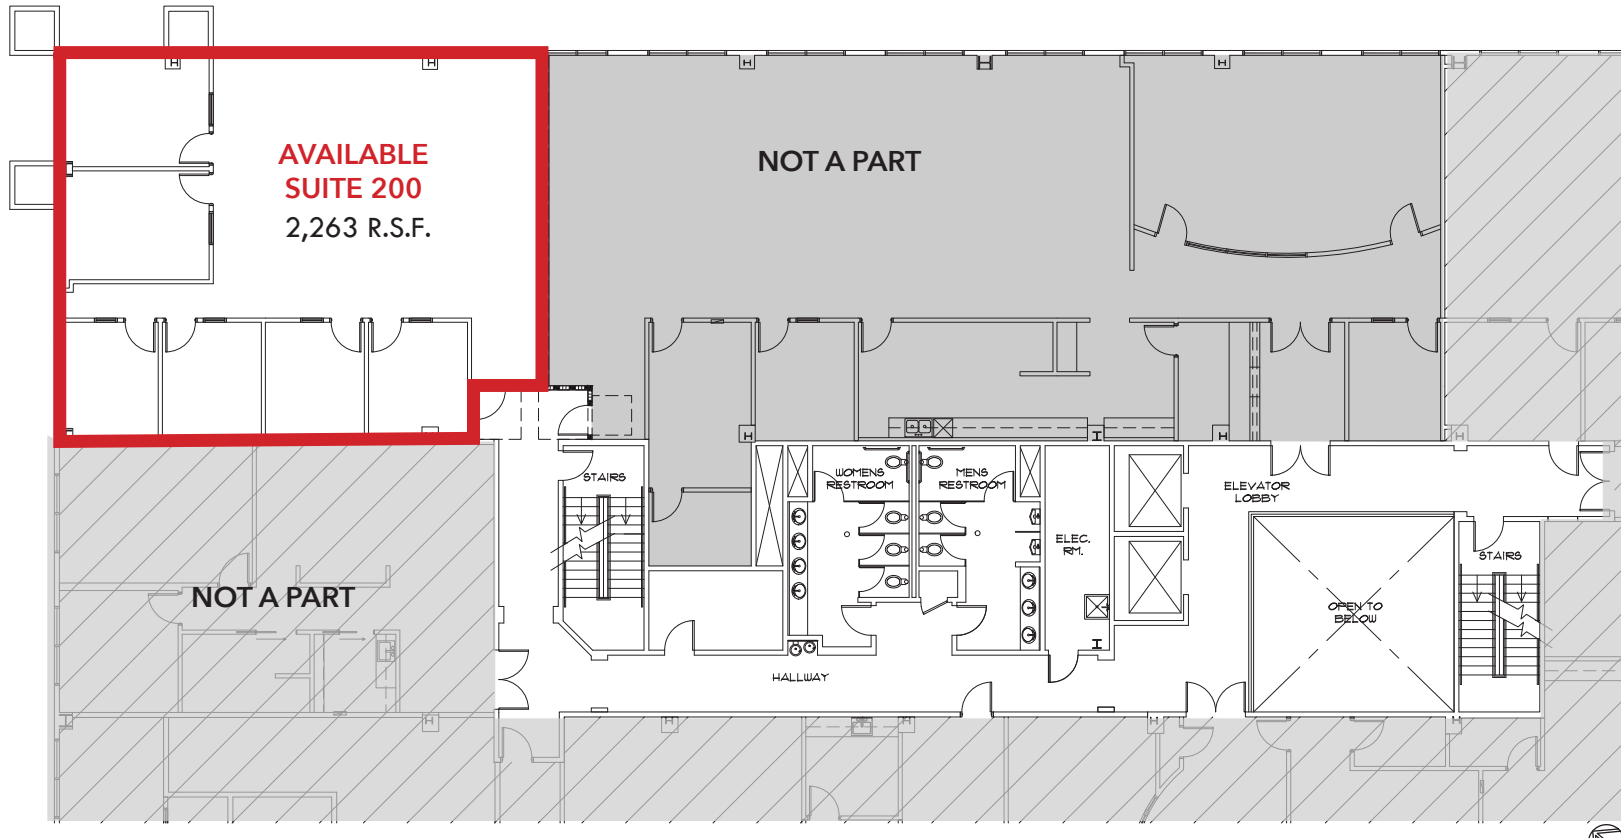 AVAILABLE
SUITE 200
2,263 R.S.F.
NOT A PART
STAIRS
WOMENS
RESTROOM
MENS
RESTROOM
ELEC.
RM.
ELEVATOR
LOBBY
STAIRS
NOT A PART
OPEN TO
BELOW
HALLWAY